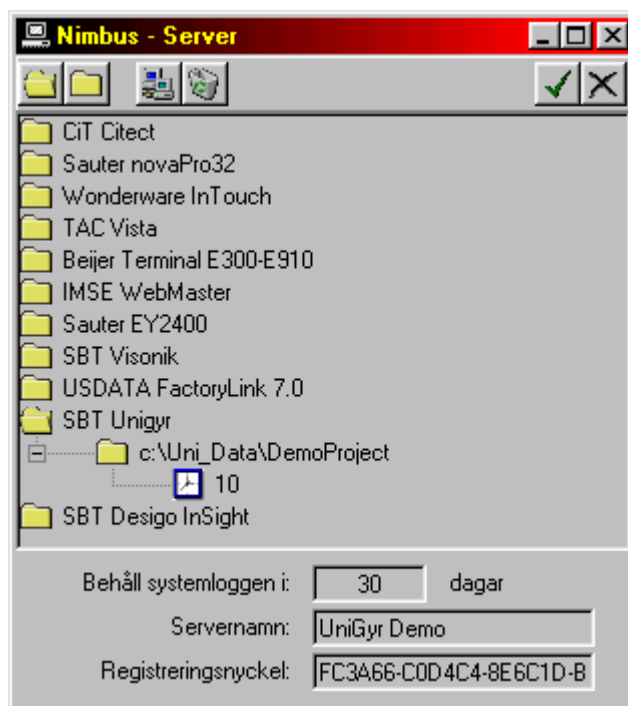 Nimbus - Server
CiT Citect
Sauter novaPro32
Wonderware InTouch
TAC Vista
Beijer Terminal E300-E910
IMSE WebMaster
Sauter EY2400
SBT Visonik
USDATA FactoryLink 7.0
SBT Unigyr
c:\Uni_Data\DemoProject
10
SBT Desigo InSight
Behåll systemloggen i: 30 dagar
Servernamn: UniGyr Demo
Registreringsnyckel: FC3A66-C0D4C4-8E6C1D-B